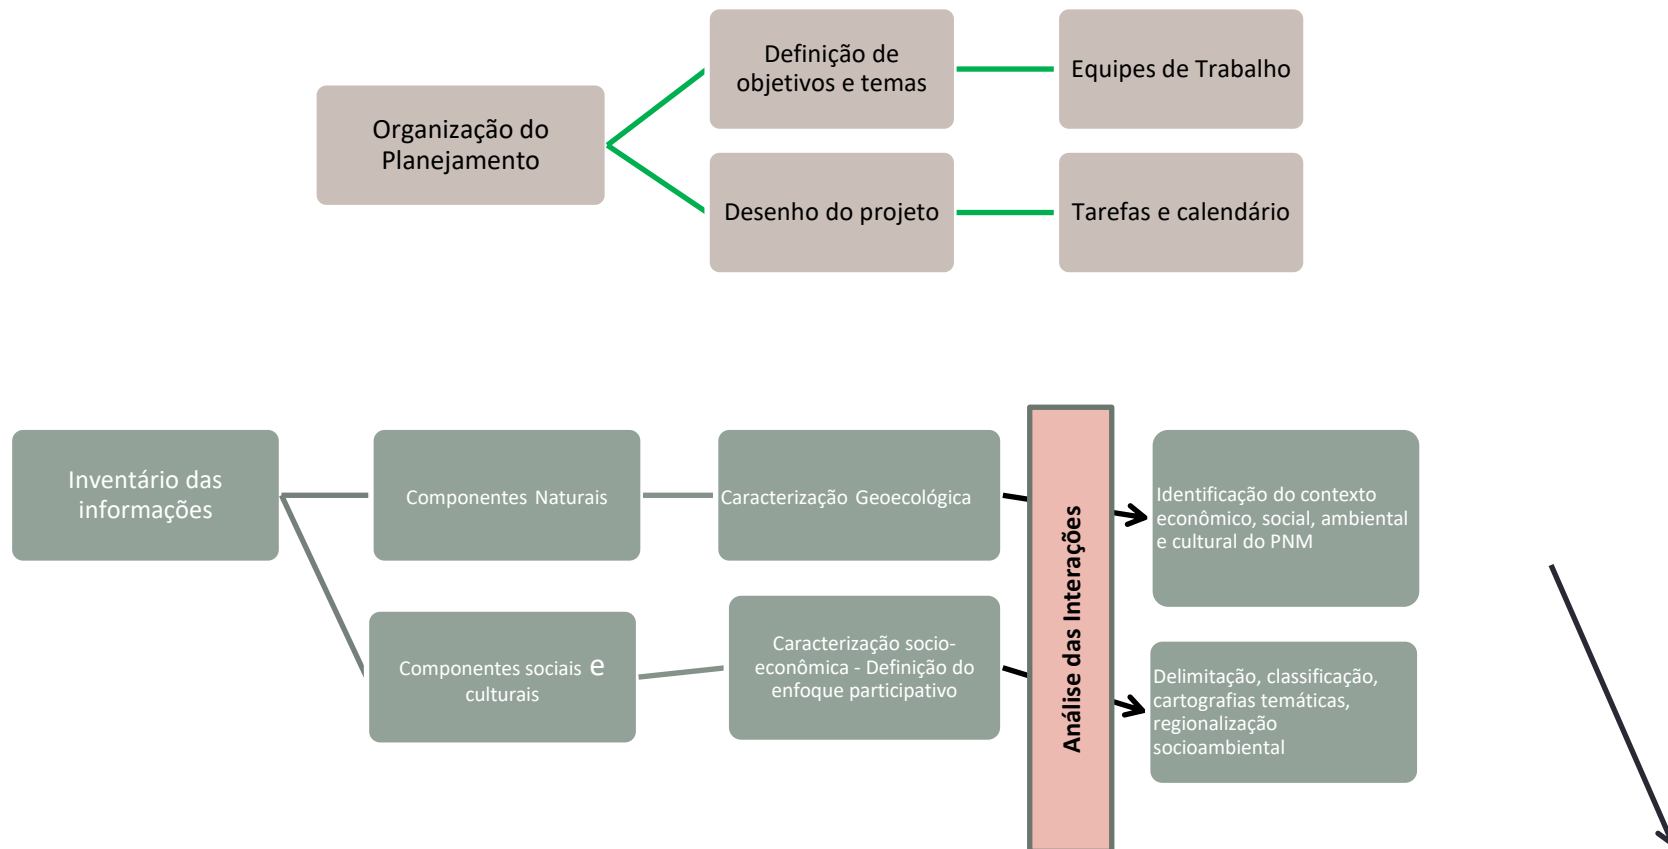 Definição de
objetivos e temas
Equipes de Trabalho
Organização do
Planejamento
Desenho do projeto
Tarefas e calendário
Inventário das
informações
Componentes Naturais
Caracterização Geoecológica
Análise das Interações
Identificação do contexto
econômico, social, ambiental
e cultural do PNM
Componentes sociais e
culturais
Caracterização socio-
econômica - Definição do
enfoque participativo
Delimitação, classificação,
cartografias temáticas,
regionalização
socioambiental